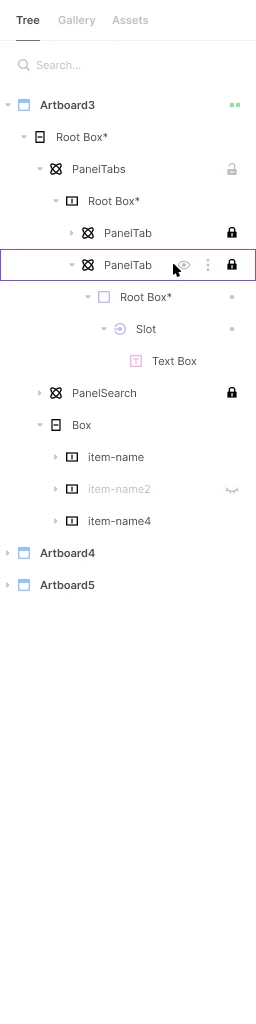 Tree Gallery Assets
Search...
Artboard3
Root Box*
PanelTabs
Root Box*
PanelTab
PanelTab
Root Box*
Slot
T Text Box
PanelSearch
Box
item-name
item-name2
item-name4
Artboard4
Artboard5